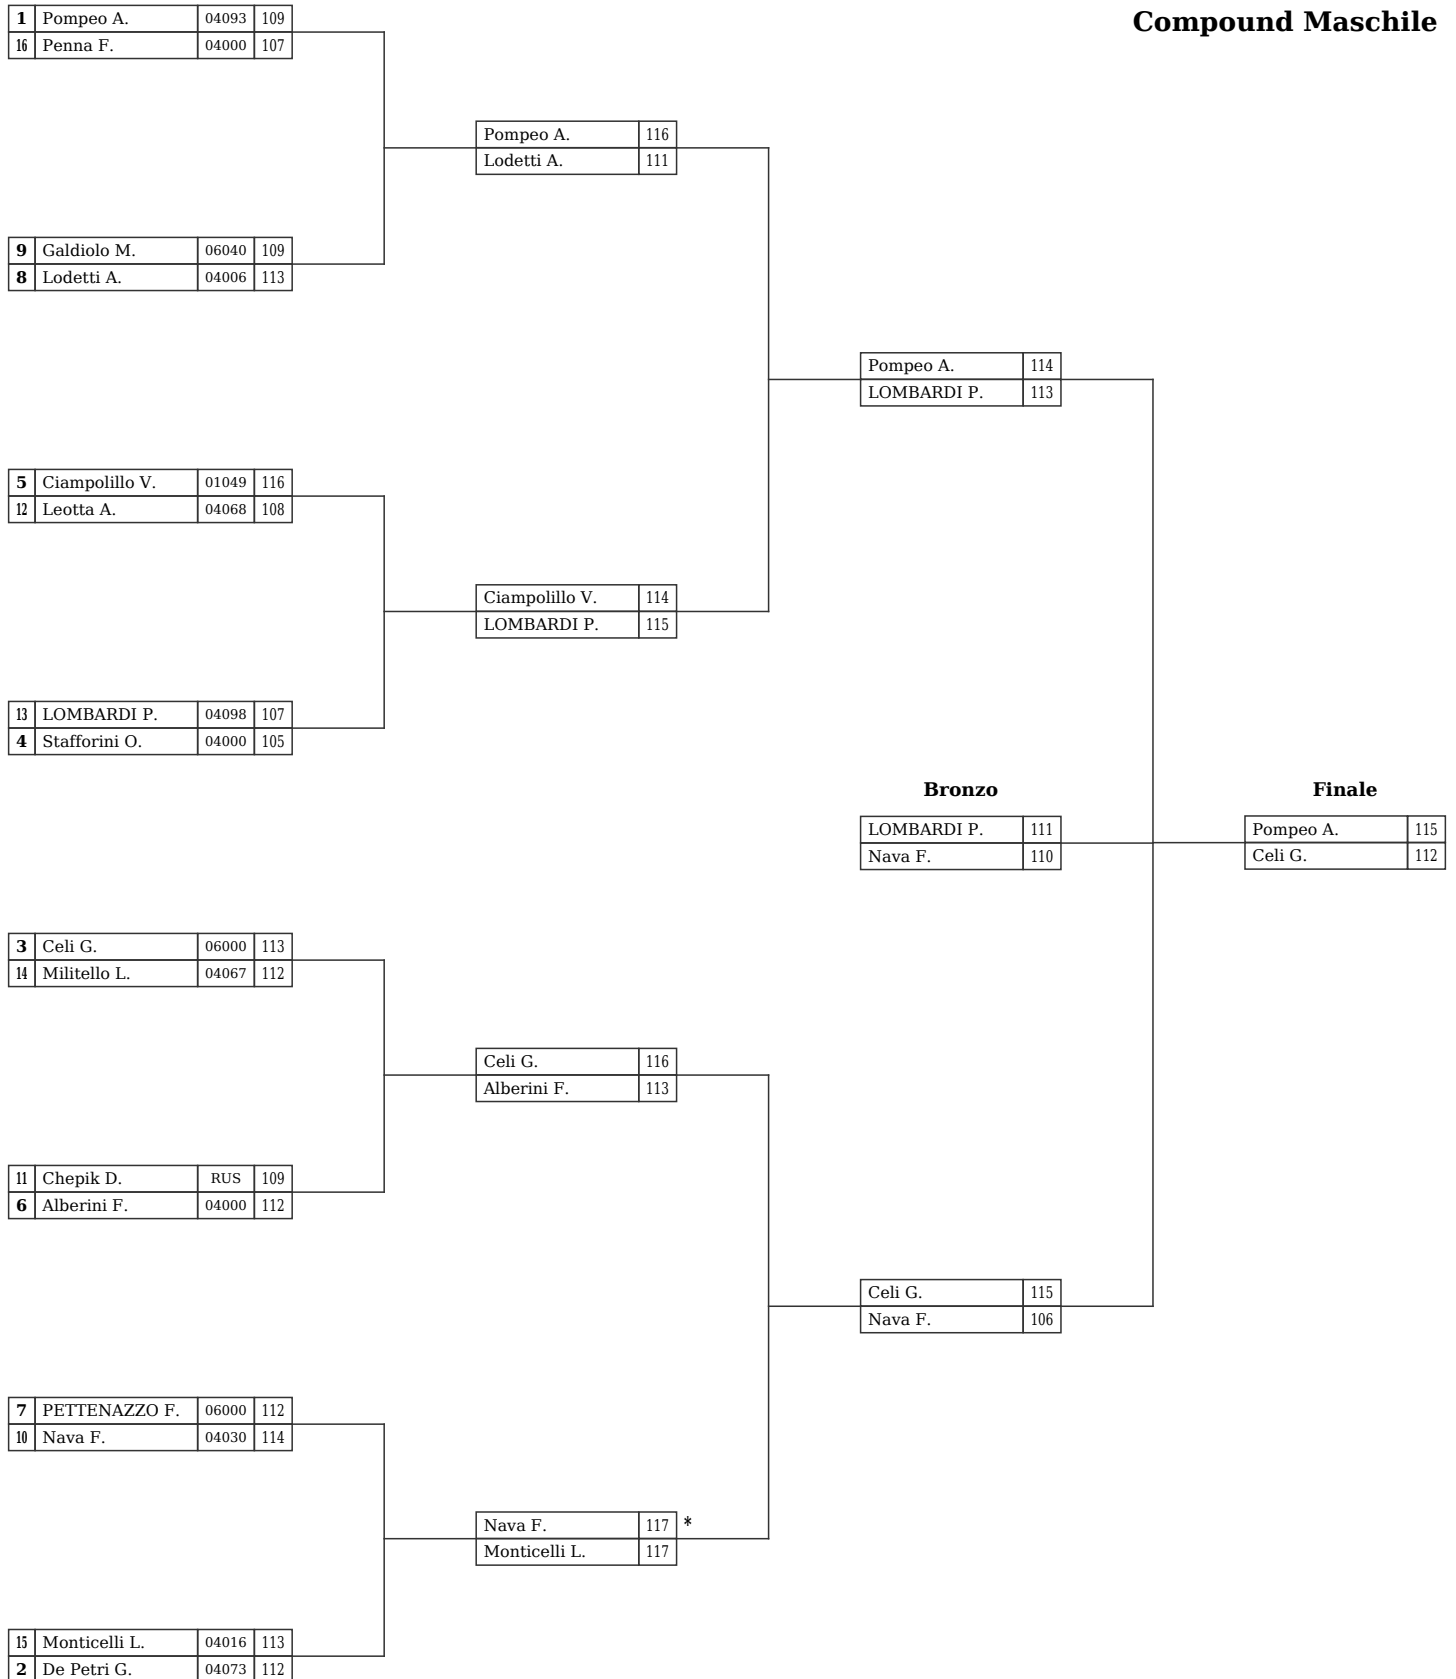 Compound Maschile
1 Pompeo A. 04093 109
16 Penna F. 04000 107
Pompeo A. 116
Lodetti A. 111
9 Galdiolo M. 06040 109
8 Lodetti A. 04006 113
Pompeo A. 114
LOMBARDI P. 113
5 Ciampolillo V. 01049 116
12 Leotta A. 04068 108
Ciampolillo V. 114
LOMBARDI P. 115
13 LOMBARDI P. 04098 107
4 Stafforini O. 04000 105
Bronzo
Finale
LOMBARDI P. 111
Nava F. 110
Pompeo A. 115
Celi G. 112
3 Celi G. 06000 113
14 Militello L. 04067 112
Celi G. 116
Alberini F. 113
11 Chepik D. RUS 109
6 Alberini F. 04000 112
Celi G. 115
Nava F. 106
7 PETTENAZZO F. 06000 112
10 Nava F. 04030 114
Nava F. 117 *
Monticelli L. 117
15 Monticelli L. 04016 113
2 De Petri G. 04073 112